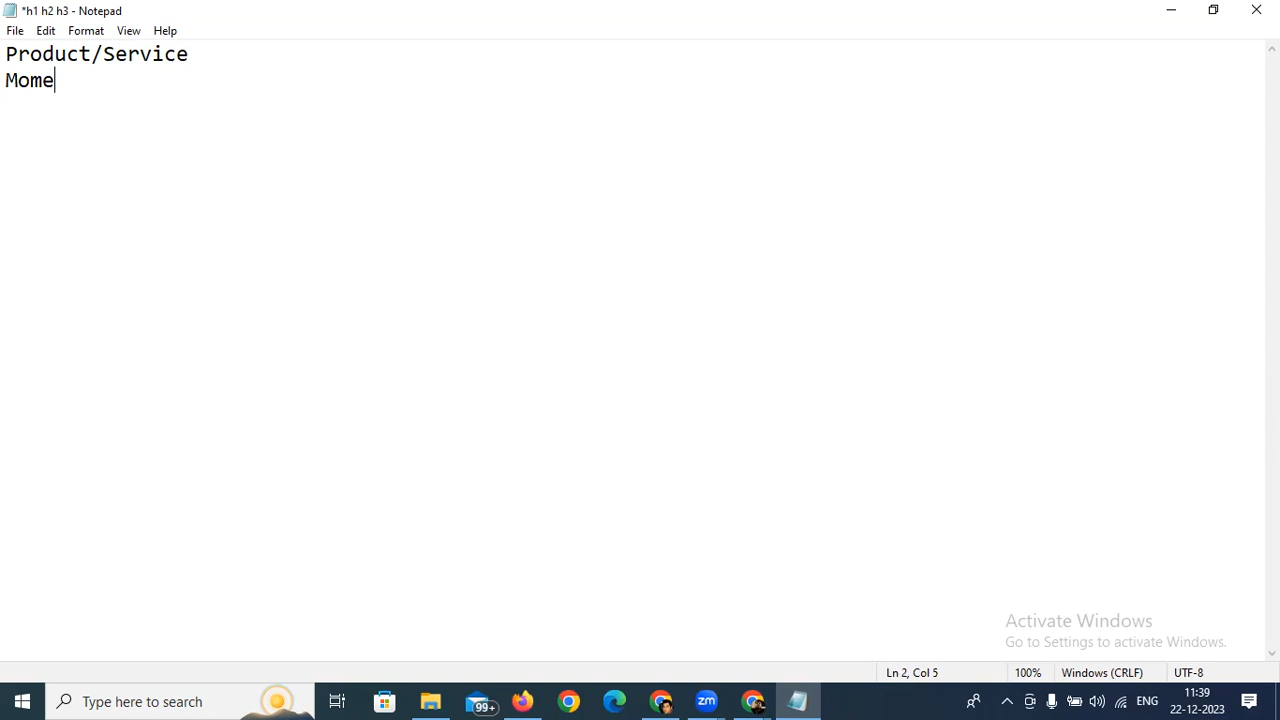 *h1 h2 h3 - Notepad
File Edit Format View Help
Product/Service
Mome
Activate Windows
Go to Settings to activate Windows.
Ln 2, Col 5 100% Windows (CRLF) UTF-8
Type here to search 99+ zm ENG 11:39
22-12-2023